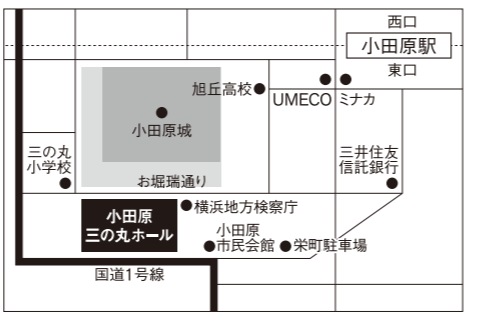 西口
小田原駅
東口
旭丘高校
UMECO
ミナカ
小田原城
三の丸
小学校
三井住友
信託銀行
お堀瑞通り
横浜地方検察庁
小田原
三の丸ホール
小田原
市民会館
栄町駐車場
国道1号線